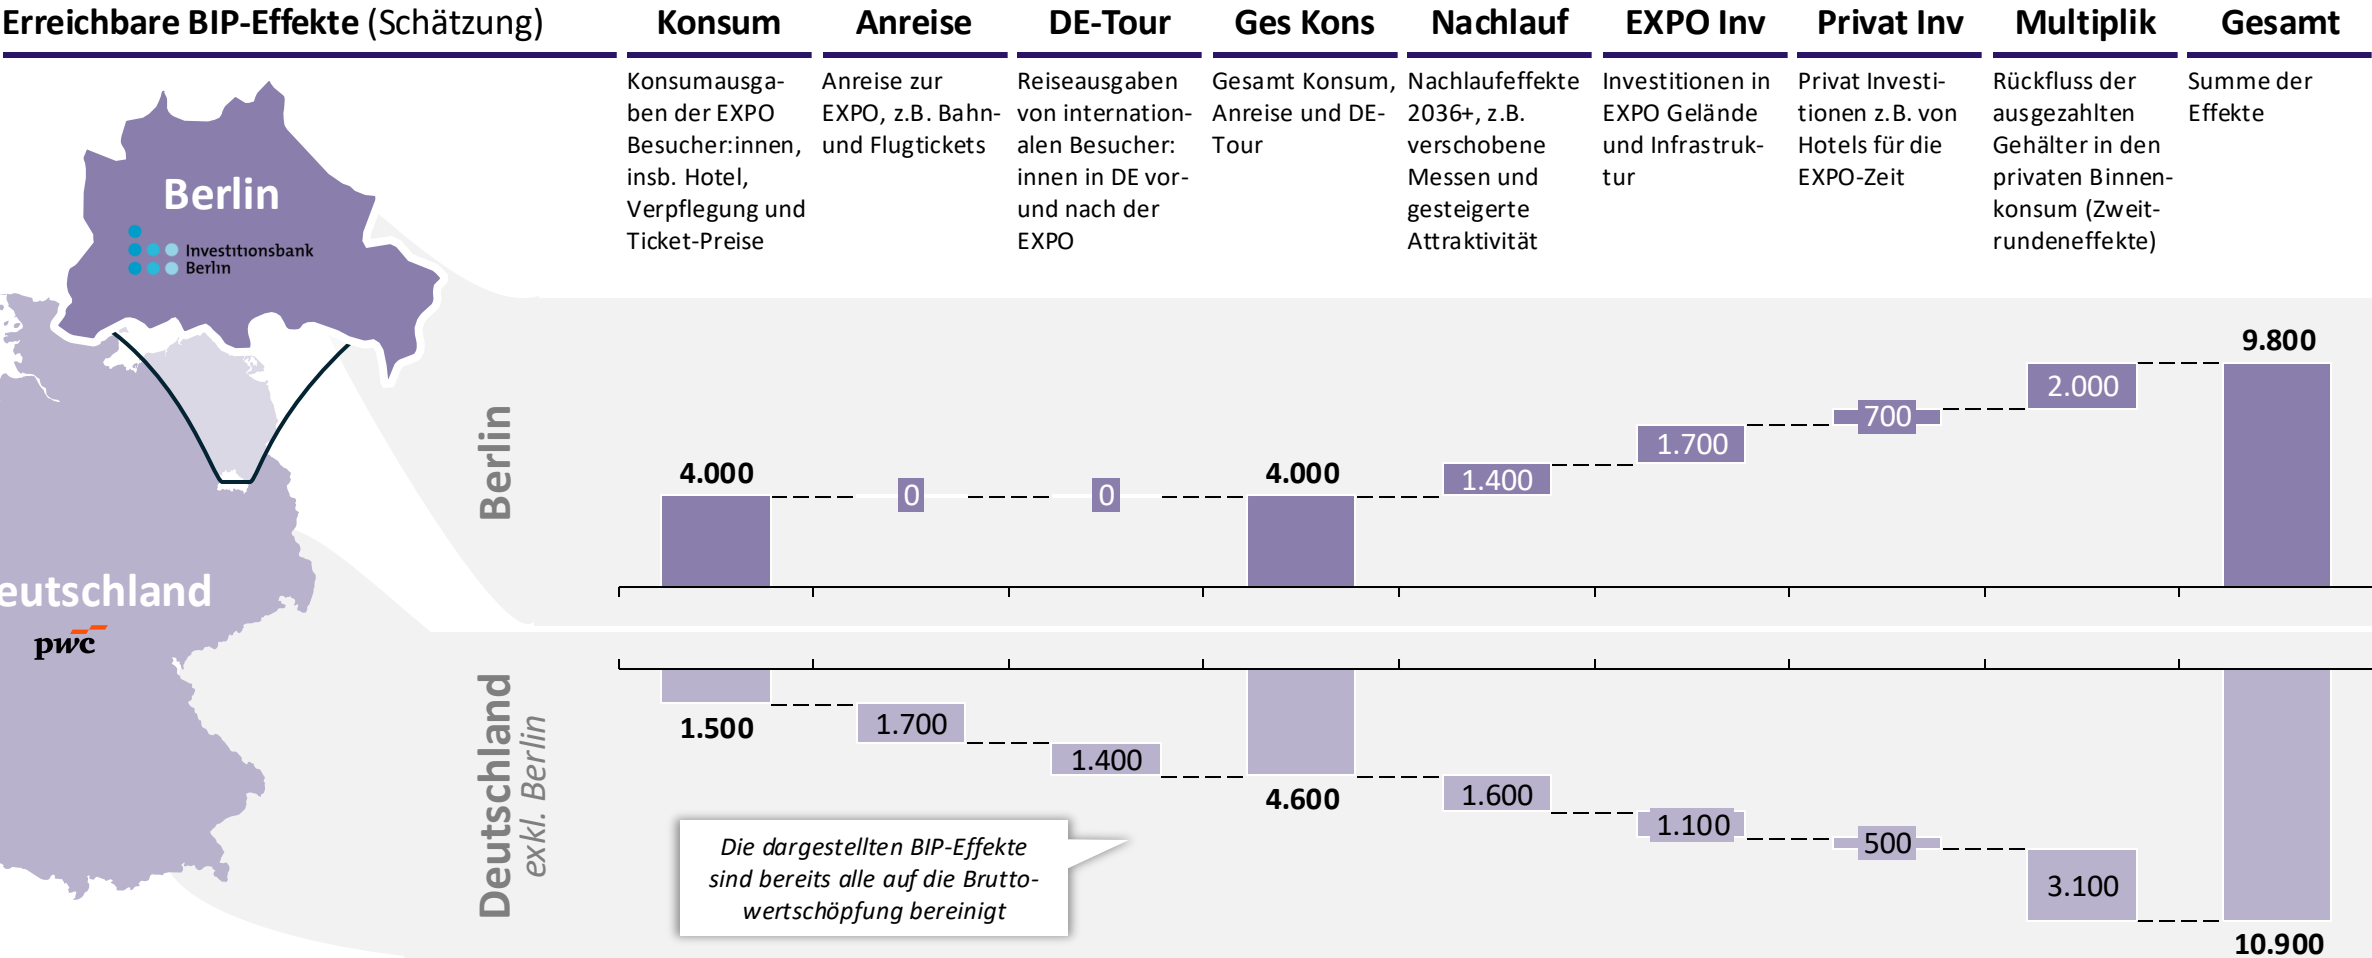 Erreichbare BIP-Effekte (Schätzung)
Konsum
Konsumausga-
ben der EXPO
Besucher:innen,
insb. Hotel,
Verpflegung und
Ticket-Preise
Anreise
Anreise zur
EXPO, z.B. Bahn-
und Flugtickets
DE-Tour
Reiseausgaben
von internation-
alen Besucher:
innen in DE vor-
und nach der
EXPO
Ges Kons
Gesamt Konsum,
Anreise und DE-
Tour
Nachlauf
Nachlaufeffekte
2036+, z.B.
verschobene
Messen und
gesteigerte
Attraktivität
EXPO Inv
Investitionen in
EXPO Gelände
und Infrastruk-
tur
Privat Inv
Privat Investi-
tionen z.B. von
Hotels für die
EXPO-Zeit
Multiplik
Rückfluss der
ausgezahlten
Gehälter in den
privaten Binnen-
konsum (Zweit-
rundeneffekte)
Gesamt
Summe der
Effekte
Berlin
Investitionsbank
Berlin
eutschland
pwc
Berlin
4.000
0
0
4.000
1.400
1.700
700
2.000
9.800
Deutschland
exkl. Berlin
1.500
1.700
1.400
4.600
1.600
1.100
500
3.100
10.900
Die dargestellten BIP-Effekte
sind bereits alle auf die Brutto-
wertschöpfung bereinigt